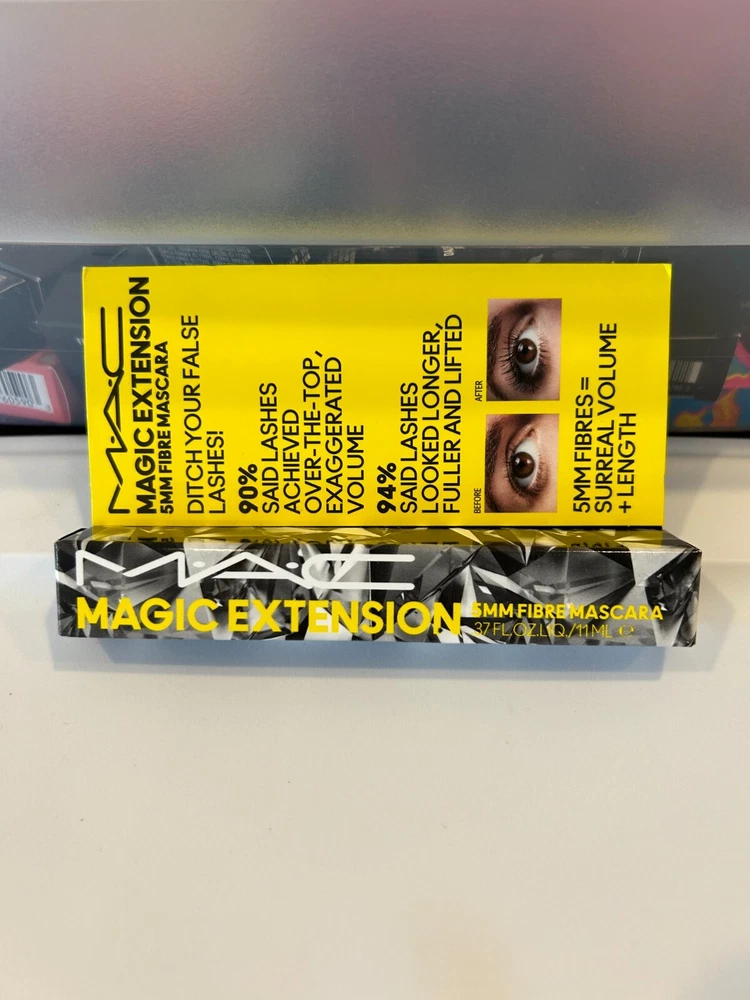 M·A·C
MAGIC EXTENSION
5MM FIBRE MASCARA
DITCH YOUR FALSE
LASHES!
90%
SAID LASHES
ACHIEVED
OVER-THE-TOP,
EXAGGERATED
VOLUME
94%
SAID LASHES
LOOKED LONGER,
FULLER AND LIFTED
BEFORE
AFTER
5MM FIBRES =
SURREAL VOLUME
+ LENGTH
M·A·C
MAGIC EXTENSION 5MM FIBRE MASCARA
.37 FL.OZ.LIQ./11 ML ℮